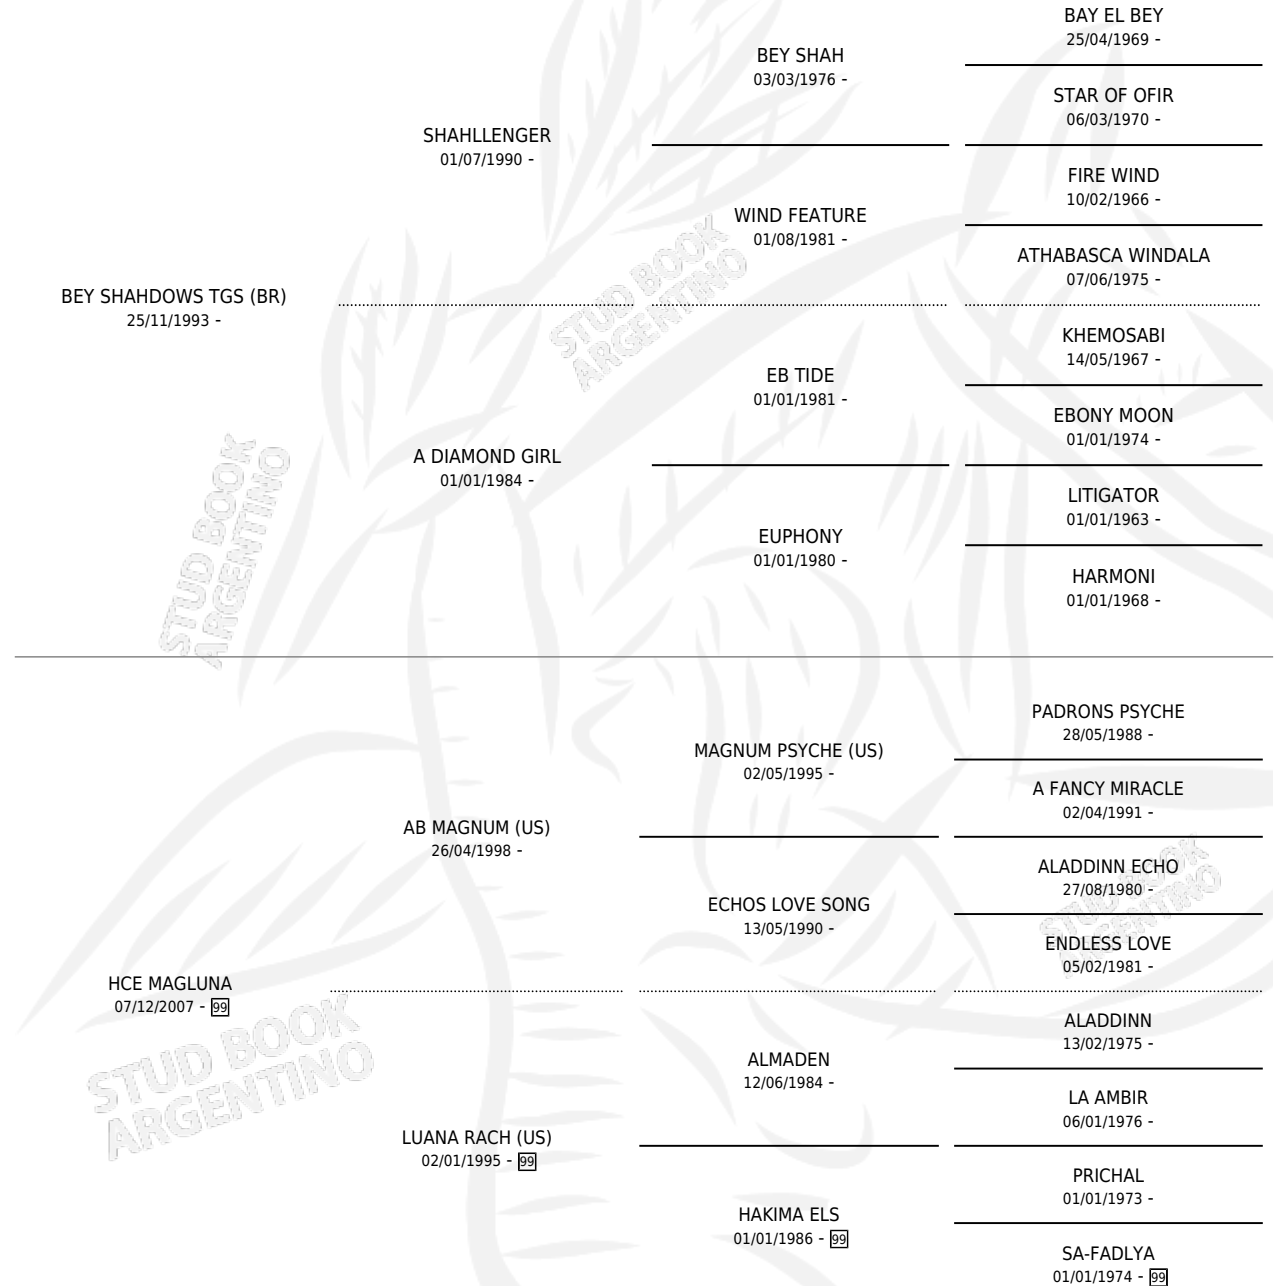 BAY EL BEY
25/04/1969 -
BEY SHAH
03/03/1976 -
STAR OF OFIR
06/03/1970 -
SHAHLLENGER
01/07/1990 -
FIRE WIND
10/02/1966 -
WIND FEATURE
01/08/1981 -
ATHABASCA WINDALA
07/06/1975 -
BEY SHAHDOWS TGS (BR)
25/11/1993 -
KHEMOSABI
14/05/1967 -
EB TIDE
01/01/1981 -
EBONY MOON
01/01/1974 -
A DIAMOND GIRL
01/01/1984 -
LITIGATOR
01/01/1963 -
EUPHONY
01/01/1980 -
HARMONI
01/01/1968 -
PADRONS PSYCHE
28/05/1988 -
MAGNUM PSYCHE (US)
02/05/1995 -
A FANCY MIRACLE
02/04/1991 -
AB MAGNUM (US)
26/04/1998 -
ALADDINN ECHO
27/08/1980 -
ECHOS LOVE SONG
13/05/1990 -
ENDLESS LOVE
05/02/1981 -
HCE MAGLUNA
07/12/2007 - 99
ALADDINN
13/02/1975 -
ALMADEN
12/06/1984 -
LA AMBIR
06/01/1976 -
LUANA RACH (US)
02/01/1995 - 99
PRICHAL
01/01/1973 -
HAKIMA ELS
01/01/1986 - 99
SA-FADLYA
01/01/1974 - 99
STUD BOOK
ARGENTINO
STUD BOOK
ARGENTINO
STUD BOOK
ARGENTINO
STUD BOOK
ARGENTINO